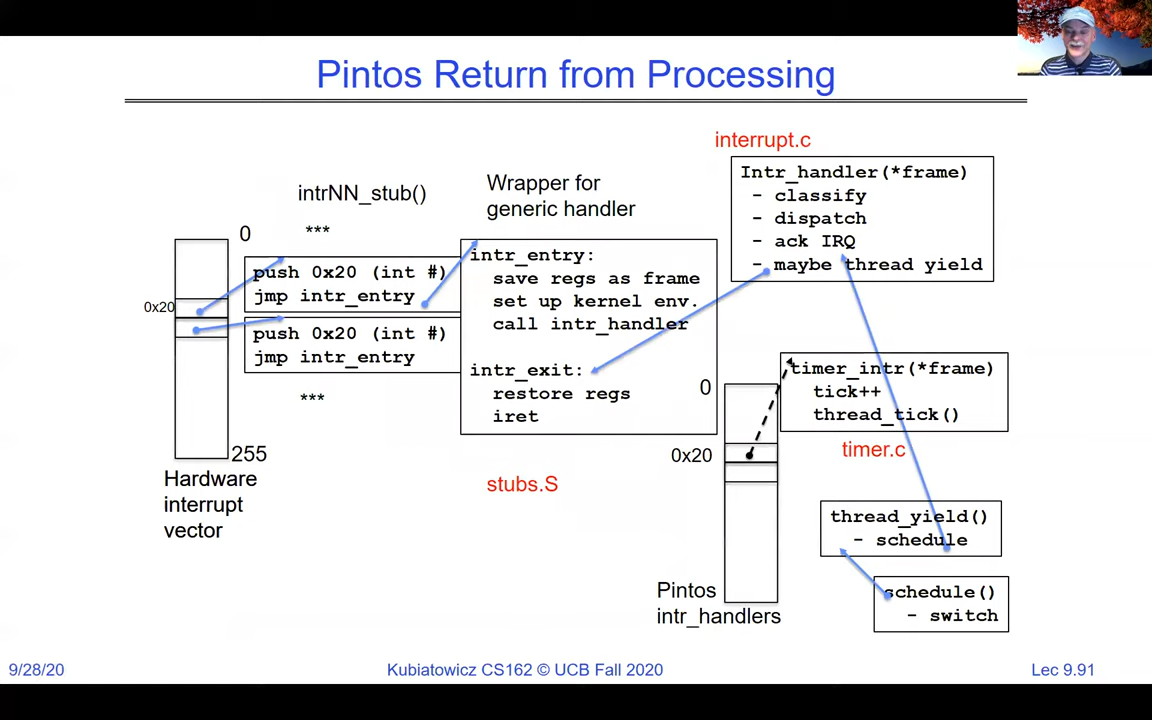 Pintos Return from Processing
interrupt.c
Intr_handler(*frame)
- classify
- dispatch
- ack IRQ
- maybe thread yield
Wrapper for
generic handler
intrNN_stub()
0
***
push 0x20 (int #)
jmp intr_entry
0x20
push 0x20 (int #)
jmp intr_entry
***
255
Hardware
interrupt
vector
intr_entry:
save regs as frame
set up kernel env.
call intr_handler
intr_exit:
restore regs
iret
stubs.S
0
0x20
Pintos
intr_handlers
timer_intr(*frame)
tick++
thread_tick()
timer.c
thread_yield()
- schedule
schedule()
- switch
9/28/20
Kubiatowicz CS162 © UCB Fall 2020
Lec 9.91